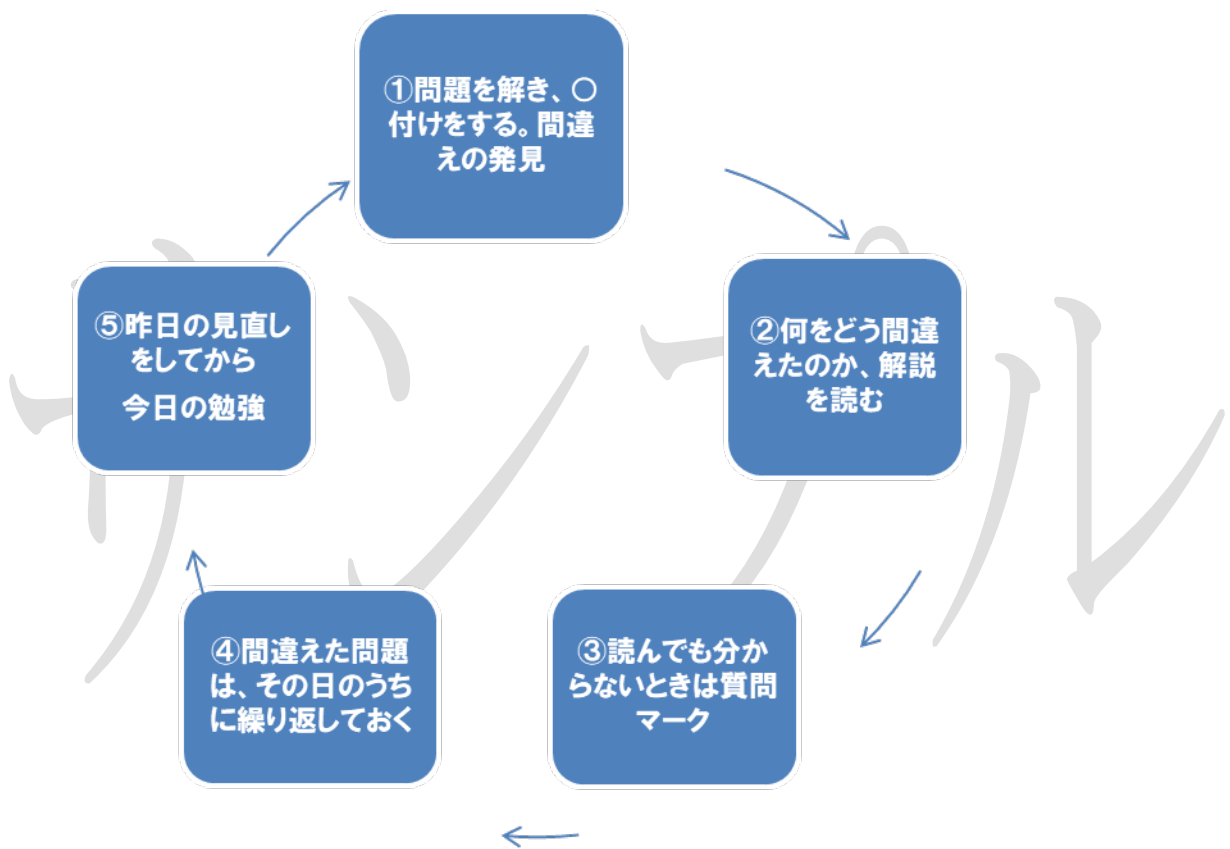 ①問題を解き、〇
付けをする。間違
えの発見
②何をどう間違
えたのか、解説
を読む
③読んでも分か
らないときは質問
マーク
④間違えた問題
は、その日のうち
に繰り返しておく
⑤昨日の見直し
をしてから
今日の勉強
サンプル